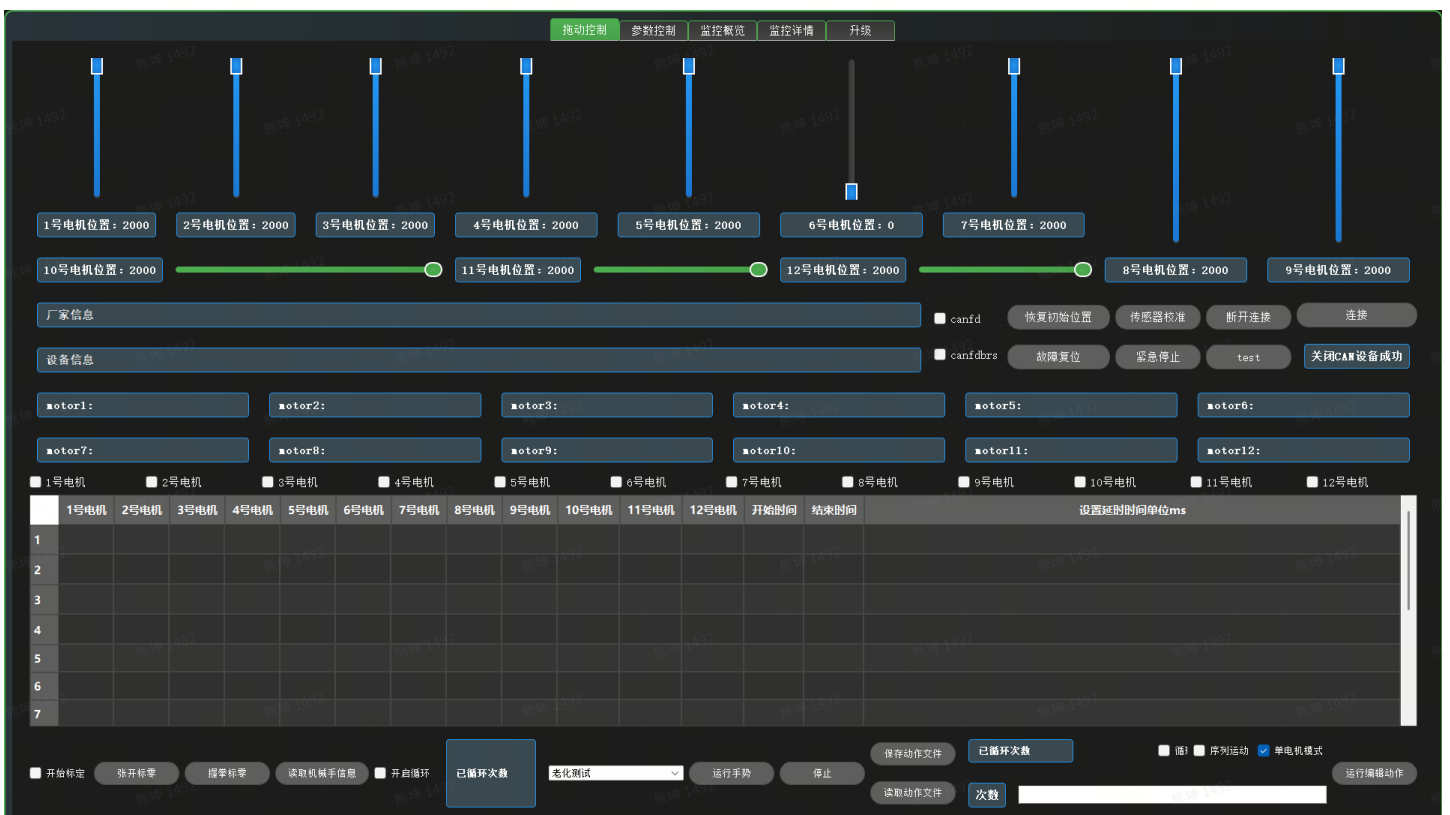 拖动控制 参数控制 监控概览 监控详情 升级
1号电机位置：2000 2号电机位置：2000 3号电机位置：2000 4号电机位置：2000 5号电机位置：2000 6号电机位置：0 7号电机位置：2000
10号电机位置：2000 11号电机位置：2000 12号电机位置：2000 8号电机位置：2000 9号电机位置：2000
厂家信息 canfd 恢复初始位置 传感器校准 断开连接 连接
设备信息 canfdbrs 故障复位 紧急停止 test 关闭CAN设备成功
motor1: motor2: motor3: motor4: motor5: motor6:
motor7: motor8: motor9: motor10: motor11: motor12:
1号电机 2号电机 3号电机 4号电机 5号电机 6号电机 7号电机 8号电机 9号电机 10号电机 11号电机 12号电机
1号电机 2号电机 3号电机 4号电机 5号电机 6号电机 7号电机 8号电机 9号电机 10号电机 11号电机 12号电机 开始时间 结束时间 设置延时时间单位ms
1
2
3
4
5
6
7
保存动作文件 已循环次数 循 序列运动 单电机模式
开始标定 张开标零 握拳标零 读取机械手信息 开启循环 已循环次数 老化测试 运行手势 停止 运行编辑动作
读取动作文件 次数
熊坤 1492